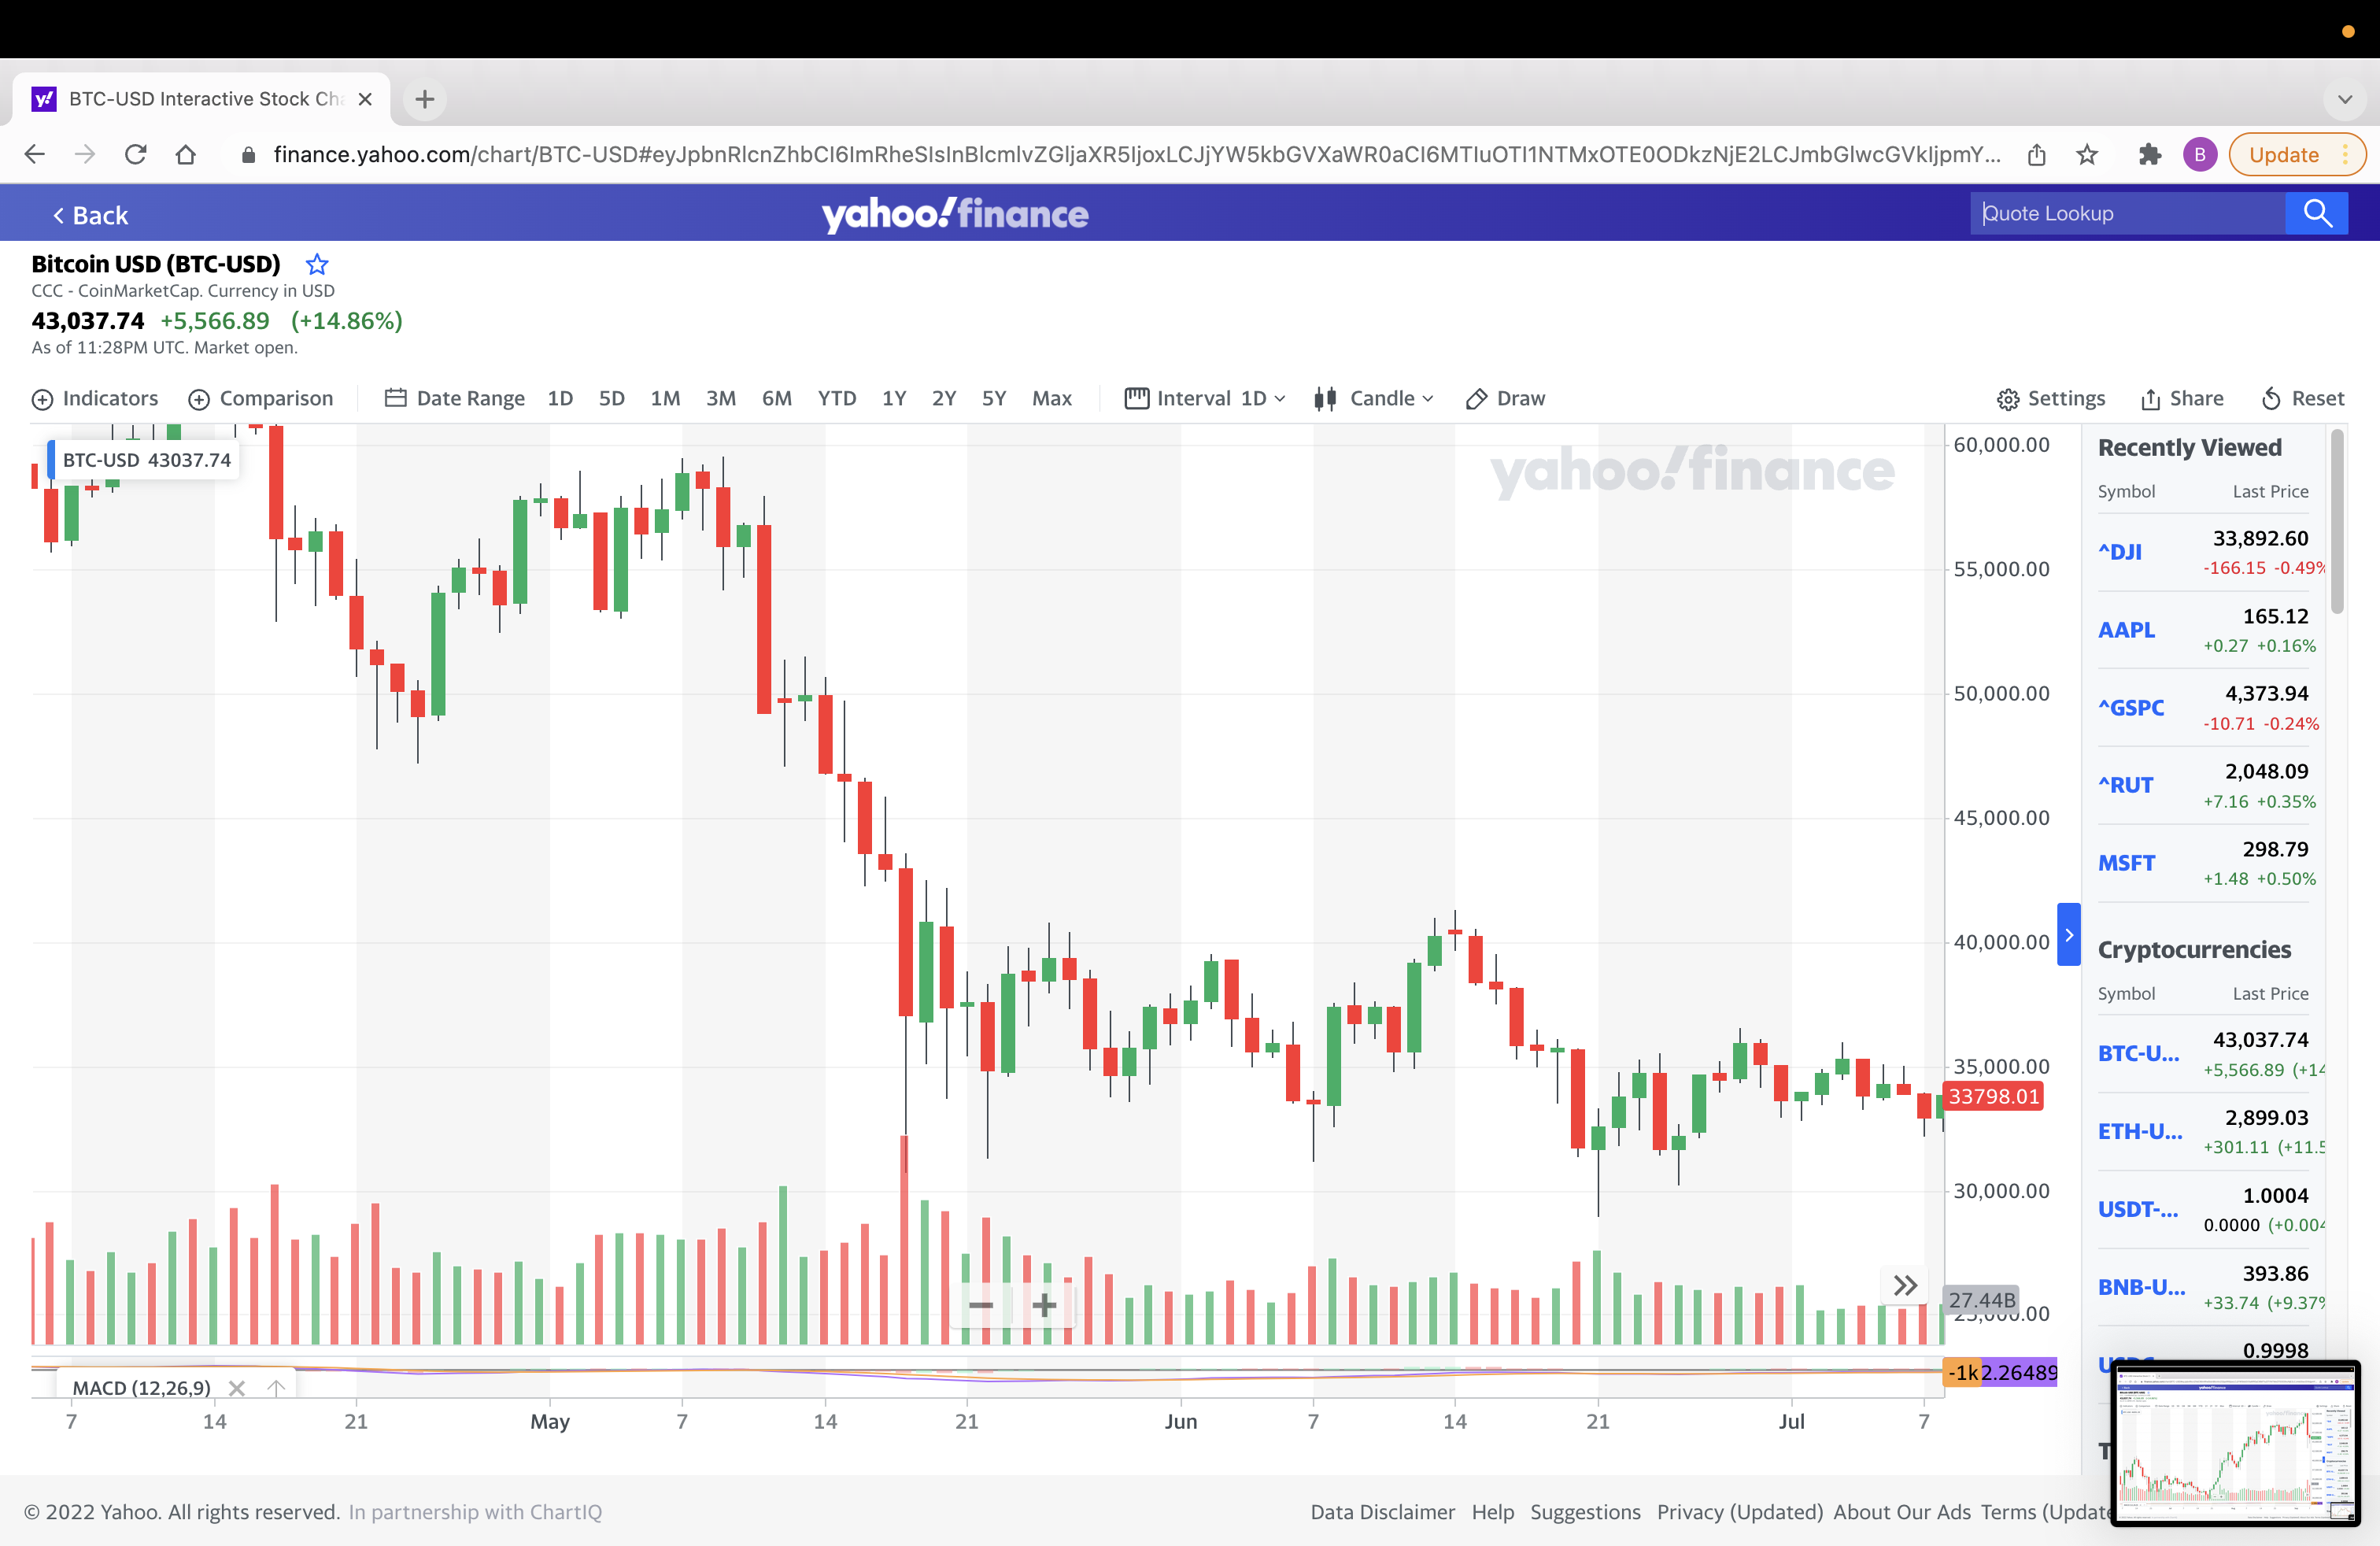 BTC-USD Interactive Stock Cha
finance.yahoo.com/chart/BTC-USD#eyJpbnRlcnZhbCI6ImRheSIsInBlcmlvZGljaXR5IjoxLCJjYW5kbGVXaWR0aCI6MTIuOTI1NTMxOTE0ODkzNjE2LCJmbGlwcGVkIjpmY...
B
Update
Back
yahoo!finance
Quote Lookup
Bitcoin USD (BTC-USD)
CCC - CoinMarketCap. Currency in USD
43,037.74 +5,566.89 (+14.86%)
As of 11:28PM UTC. Market open.
Indicators Comparison Date Range 1D 5D 1M 3M 6M YTD 1Y 2Y 5Y Max Interval 1D Candle Draw Settings Share Reset
BTC-USD 43037.74
yahoo!finance
60,000.00
55,000.00
50,000.00
45,000.00
40,000.00
35,000.00
33798.01
30,000.00
27.44B
25,000.00
MACD (12,26,9)
-1k 2.26489
7 14 21 May 7 14 21 Jun 7 14 21 Jul 7
Recently Viewed
Symbol Last Price
^DJI 33,892.60
-166.15 -0.49%
AAPL 165.12
+0.27 +0.16%
^GSPC 4,373.94
-10.71 -0.24%
^RUT 2,048.09
+7.16 +0.35%
MSFT 298.79
+1.48 +0.50%
Cryptocurrencies
Symbol Last Price
BTC-U... 43,037.74
+5,566.89 (+14
ETH-U... 2,899.03
+301.11 (+11.5
USDT-... 1.0004
0.0000 (+0.004
BNB-U... 393.86
+33.74 (+9.37%
0.9998
© 2022 Yahoo. All rights reserved. In partnership with ChartIQ
Data Disclaimer Help Suggestions Privacy (Updated) About Our Ads Terms (Update